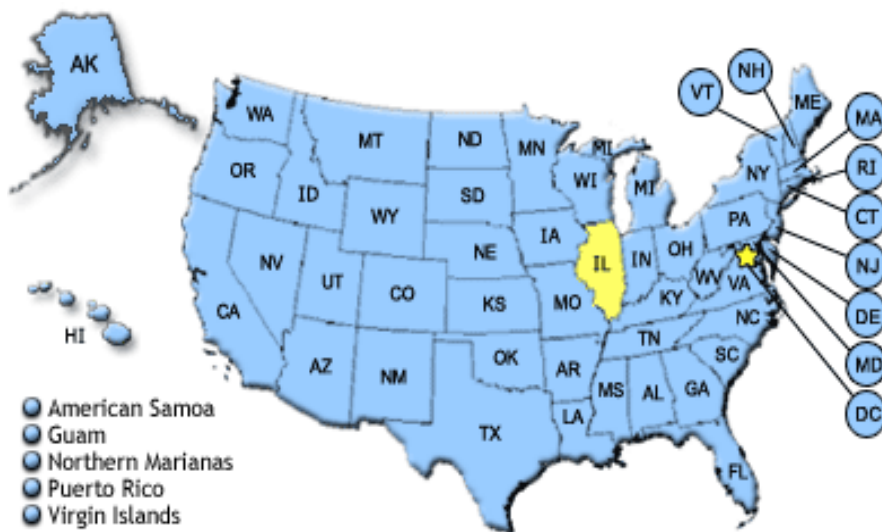 AK
WA
MT
ND
MN
MI
VT
NH
ME
MA
OR
ID
SD
WI
MI
NY
RI
WY
CT
IA
PA
NE
NV
UT
IL
IN
OH
NJ
CO
WV
VA
CA
KS
MO
KY
DE
HI
NC
TN
AZ
NM
OK
AR
SC
MD
MS
AL
GA
DC
TX
LA
FL
American Samoa
Guam
Northern Marianas
Puerto Rico
Virgin Islands